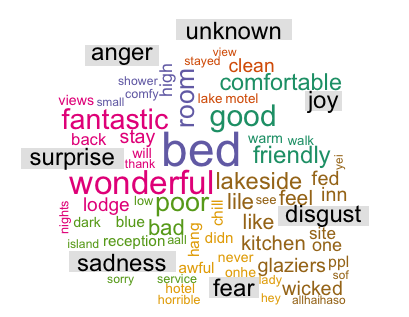 unknown
anger
view
stayed
high
clean
shower
comfy
room
comfortable
views
small
lake motel
joy
fantastic
good
back
stay
bed
warm
walk
surprise
will
thank
friendly
yei
wonderful
lakeside
fed
lodge
low
poor
lile
see
feel
inn
nights
dark
blue
bad
chill
like
disgust
island
reception
aall
hang
didn
kitchen
site
one
sadness
awful
never
onhe
glaziers
ppl
sof
sorry
service
hotel
horrible
fear
lady
hey
wicked
allhaihaso